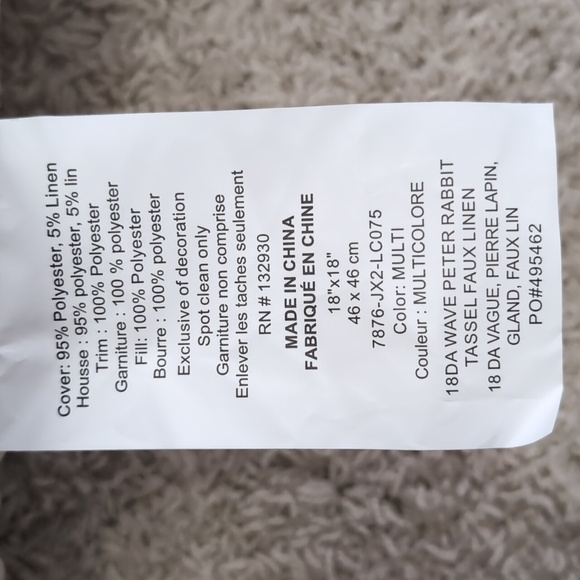 Cover: 95% Polyester, 5% Linen
Housse : 95% polyester, 5% lin
Trim : 100% Polyester
Garniture : 100 % polyester
Fill: 100% Polyester
Bourre : 100% polyester
Exclusive of decoration
Spot clean only
Garniture non comprise
Enlever les taches seulement
RN # 132930
MADE IN CHINA
FABRIQUÉ EN CHINE
18"x18"
46 x 46 cm
7876-JX2-LC075
Color: MULTI
Couleur : MULTICOLORE
18DA WAVE PETER RABBIT
TASSEL FAUX LINEN
18 DA VAGUE, PIERRE LAPIN,
GLAND, FAUX LIN
PO#495462